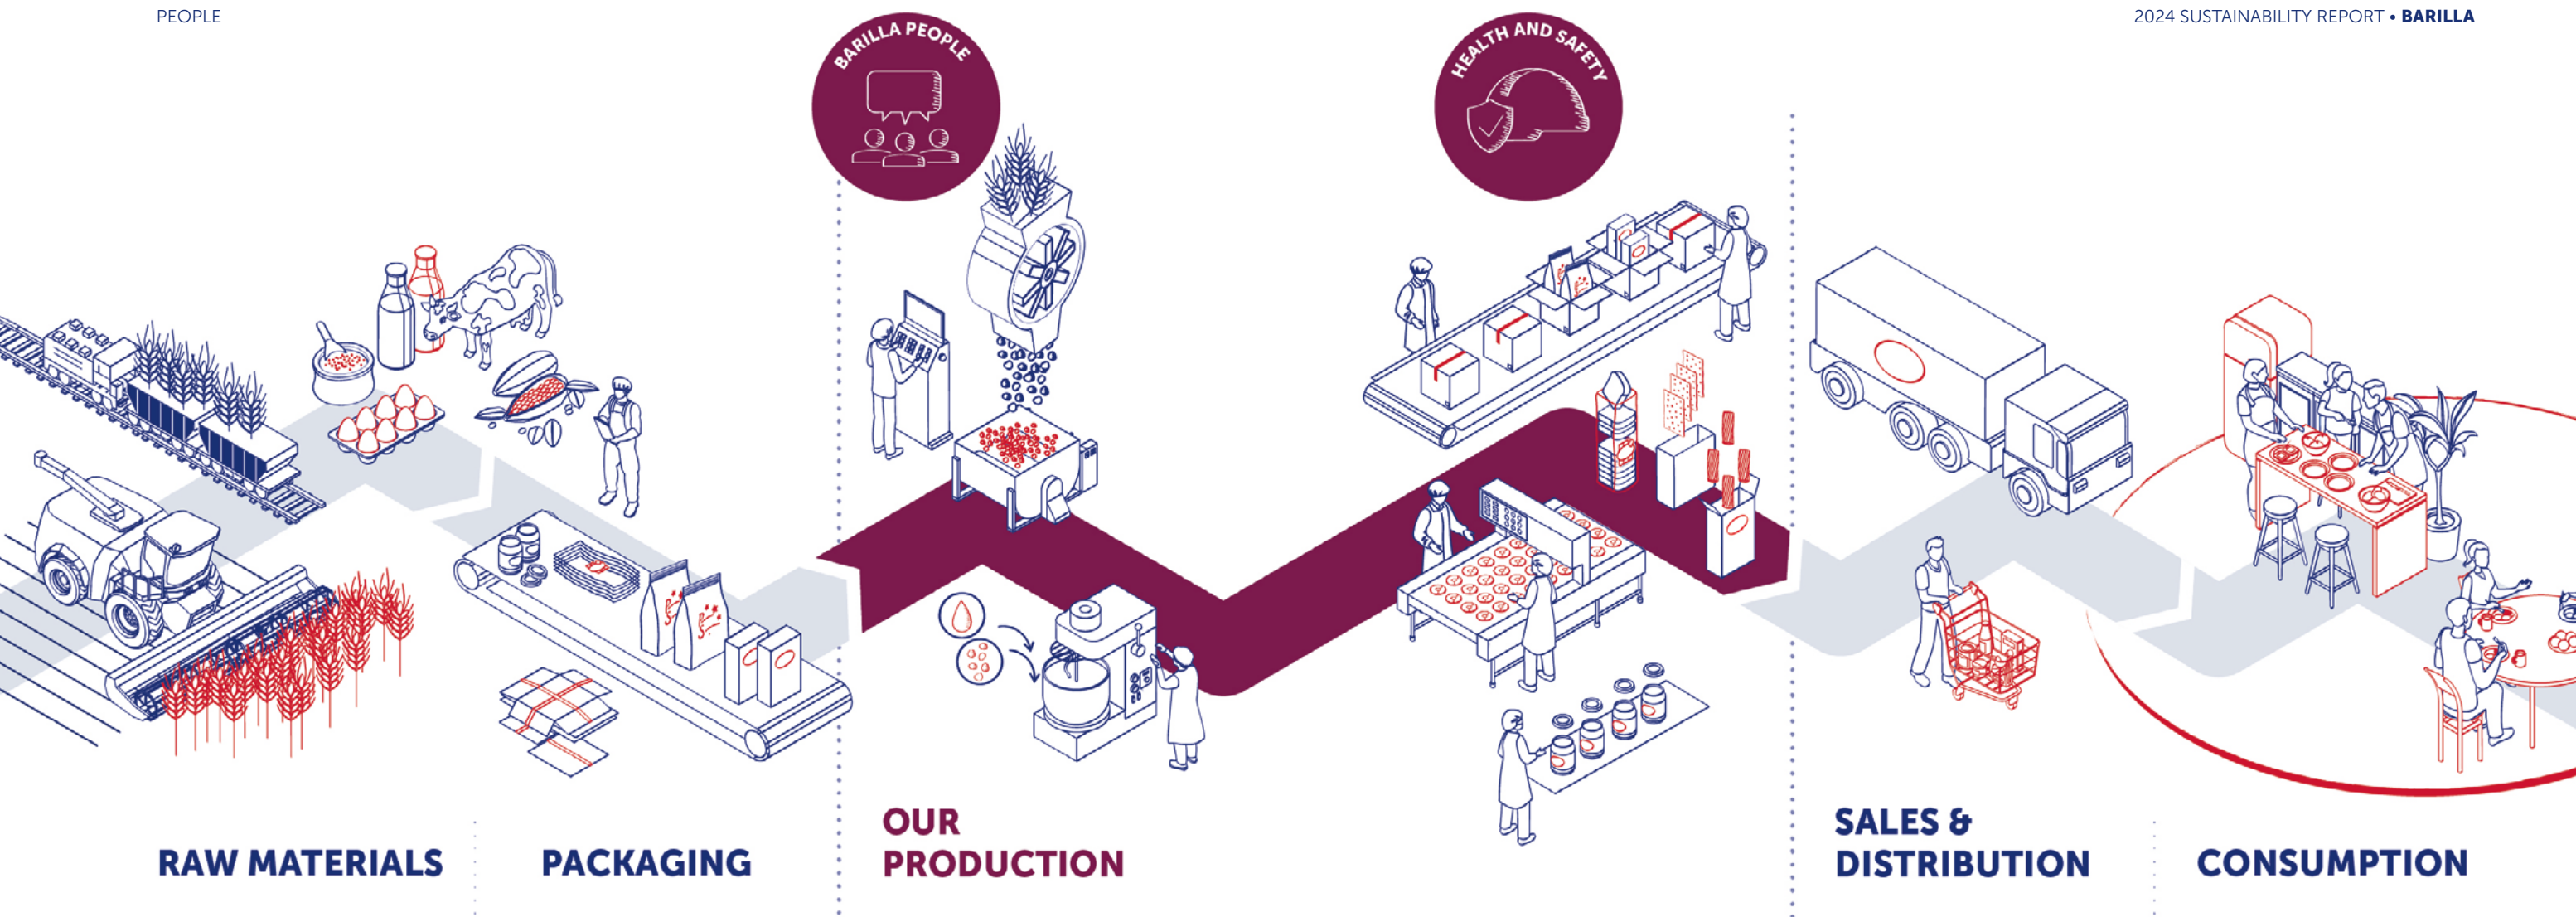 PEOPLE
2024 SUSTAINABILITY REPORT • BARILLA
BARILLA PEOPLE
HEALTH AND SAFETY
RAW MATERIALS
PACKAGING
OUR
PRODUCTION
SALES &
DISTRIBUTION
CONSUMPTION